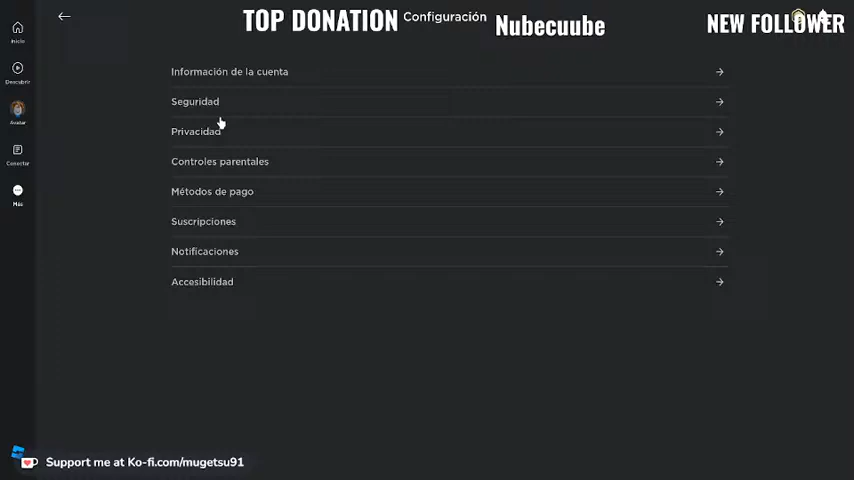 TOP DONATION
Configuración
Nubecuube
NEW FOLLOWER
Inicio
Descubrir
Avatar
Conectar
Más
Información de la cuenta
Seguridad
Privacidad
Controles parentales
Métodos de pago
Suscripciones
Notificaciones
Accesibilidad
Support me at Ko-fi.com/mugetsu91